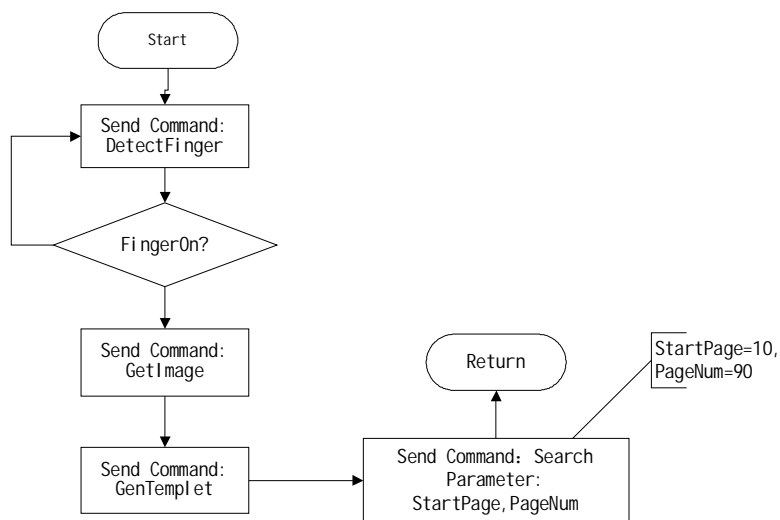 Start
Send Command:
DetectFinger
FingerOn?
Send Command:
GetImage
Send Command:
GenTemplet
Return
StartPage=10,
PageNum=90
Send Command: Search
Parameter:
StartPage,PageNum